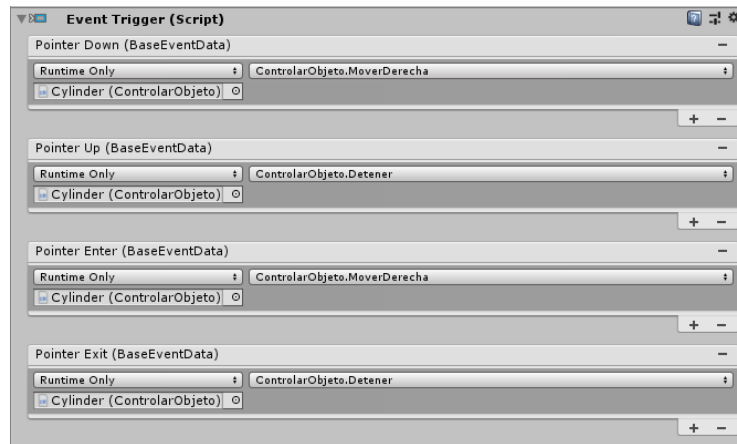 Event Trigger (Script)
Pointer Down (BaseEventData)
Runtime Only ControlarObjeto.MoverDerecha
Cylinder (ControlarObjeto)
Pointer Up (BaseEventData)
Runtime Only ControlarObjeto.Detener
Cylinder (ControlarObjeto)
Pointer Enter (BaseEventData)
Runtime Only ControlarObjeto.MoverDerecha
Cylinder (ControlarObjeto)
Pointer Exit (BaseEventData)
Runtime Only ControlarObjeto.Detener
Cylinder (ControlarObjeto)